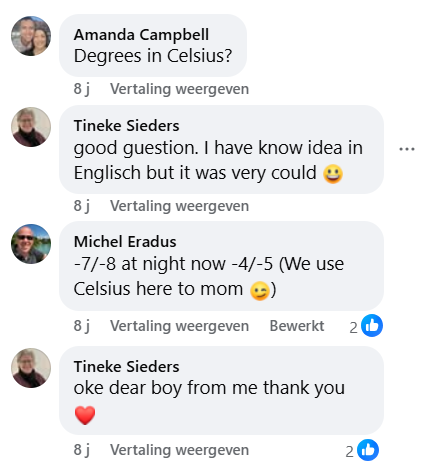 Amanda Campbell
Degrees in Celsius?
8 j Vertaling weergeven
Tineke Sieders
good guestion. I have know idea in
Englisch but it was very could 😃
8 j Vertaling weergeven
Michel Eradus
-7/-8 at night now -4/-5 (We use
Celsius here to mom 😉)
8 j Vertaling weergeven Bewerkt 2
Tineke Sieders
oke dear boy from me thank you
❤️
8 j Vertaling weergeven 2